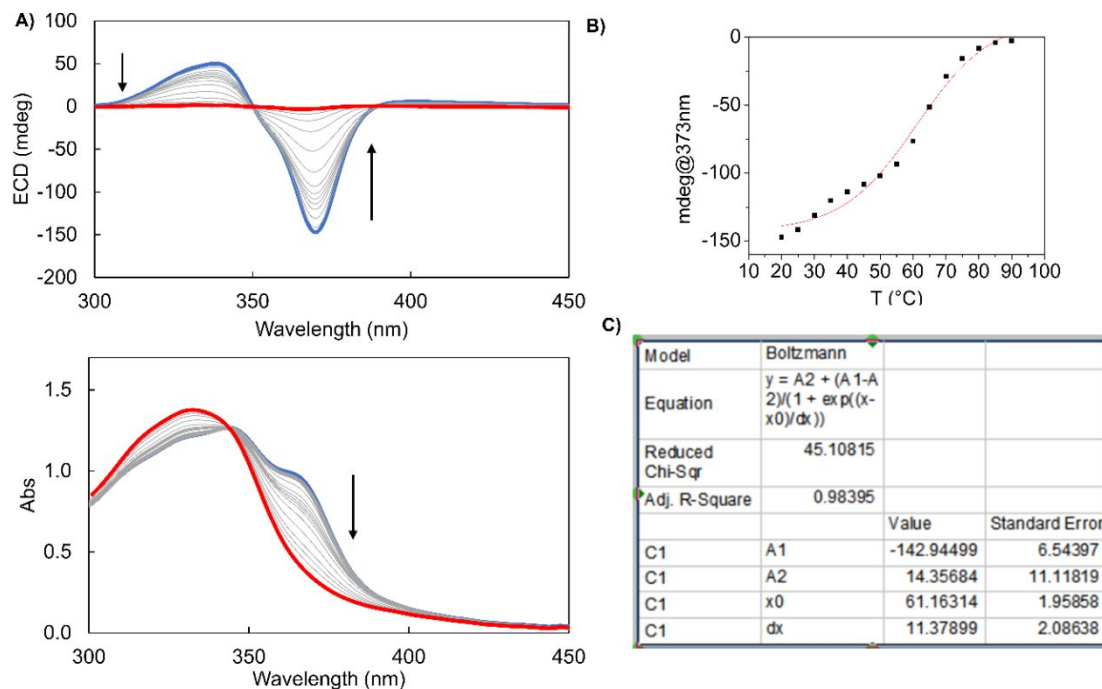 A)
100
50
0
-50
-100
-150
-200
ECD (mdeg)
300
350
400
450
Wavelength (nm)
1.5
1.0
0.5
0.0
Abs
300
350
400
450
Wavelength (nm)
B)
0
-50
-100
-150
mdeg@373nm
10 20 30 40 50 60 70 80 90 100
T (°C)
C)
Model Boltzmann
Equation
y = A2 + (A1-A
2)/(1 + exp((x-
x0)/dx))
Reduced
Chi-Sqr
45.10815
Adj. R-Square 0.98395
Value Standard Error
C1 A1 -142.94499 6.54397
C1 A2 14.35684 11.11819
C1 x0 61.16314 1.95858
C1 dx 11.37899 2.08638